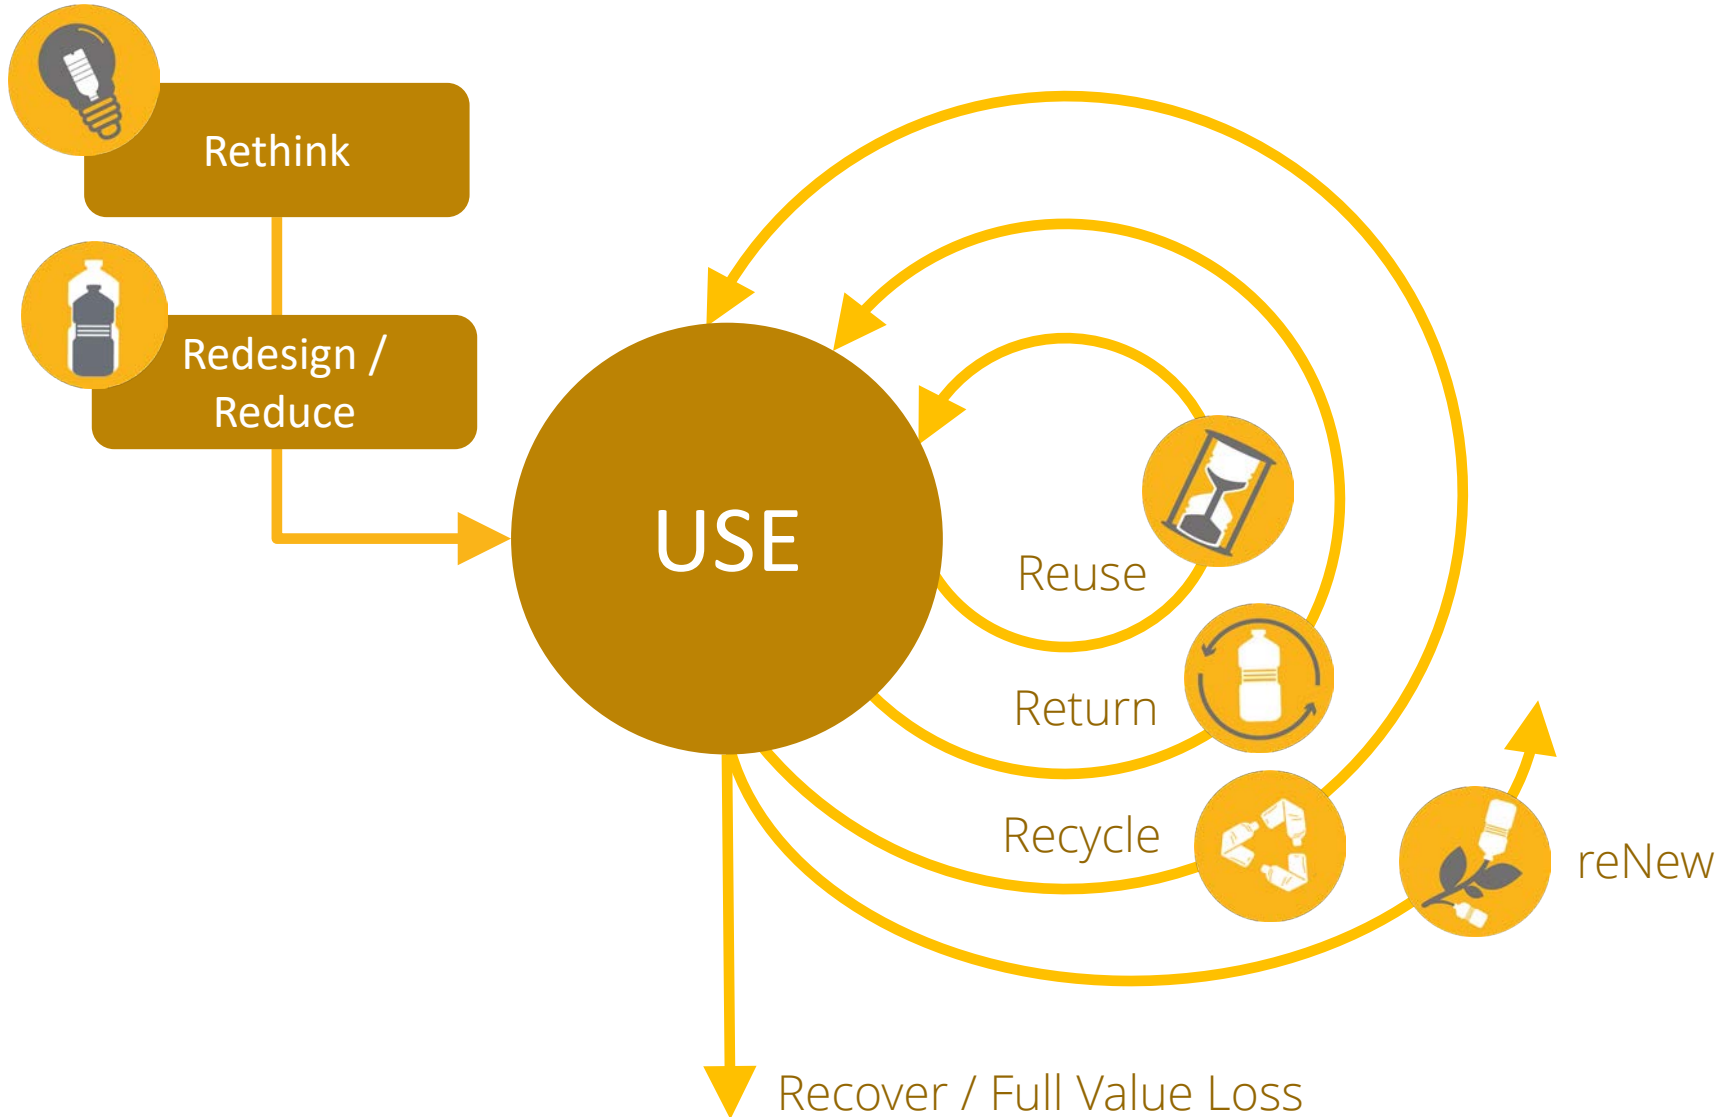 Rethink
Redesign /
Reduce
USE
Reuse
Return
Recycle
reNew
Recover / Full Value Loss